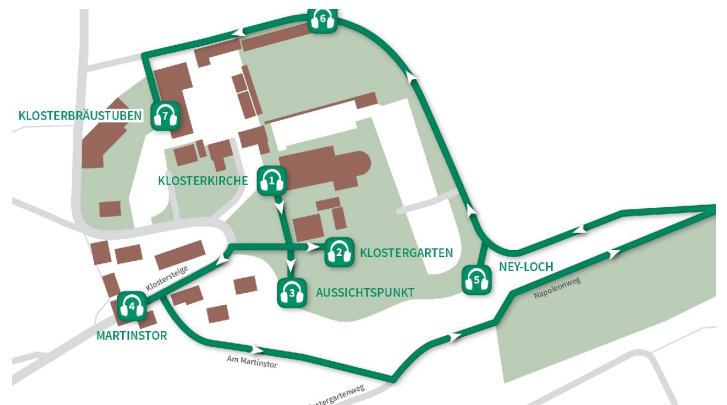 6
KLOSTERBRÄUSTUBEN
7
KLOSTERKIRCHE
1
2
KLOSTERGARTEN
NEY-LOCH
5
Klostersteige
3
AUSSICHTSPUNKT
Napoleonweg
4
MARTINSTOR
Am Martinstor